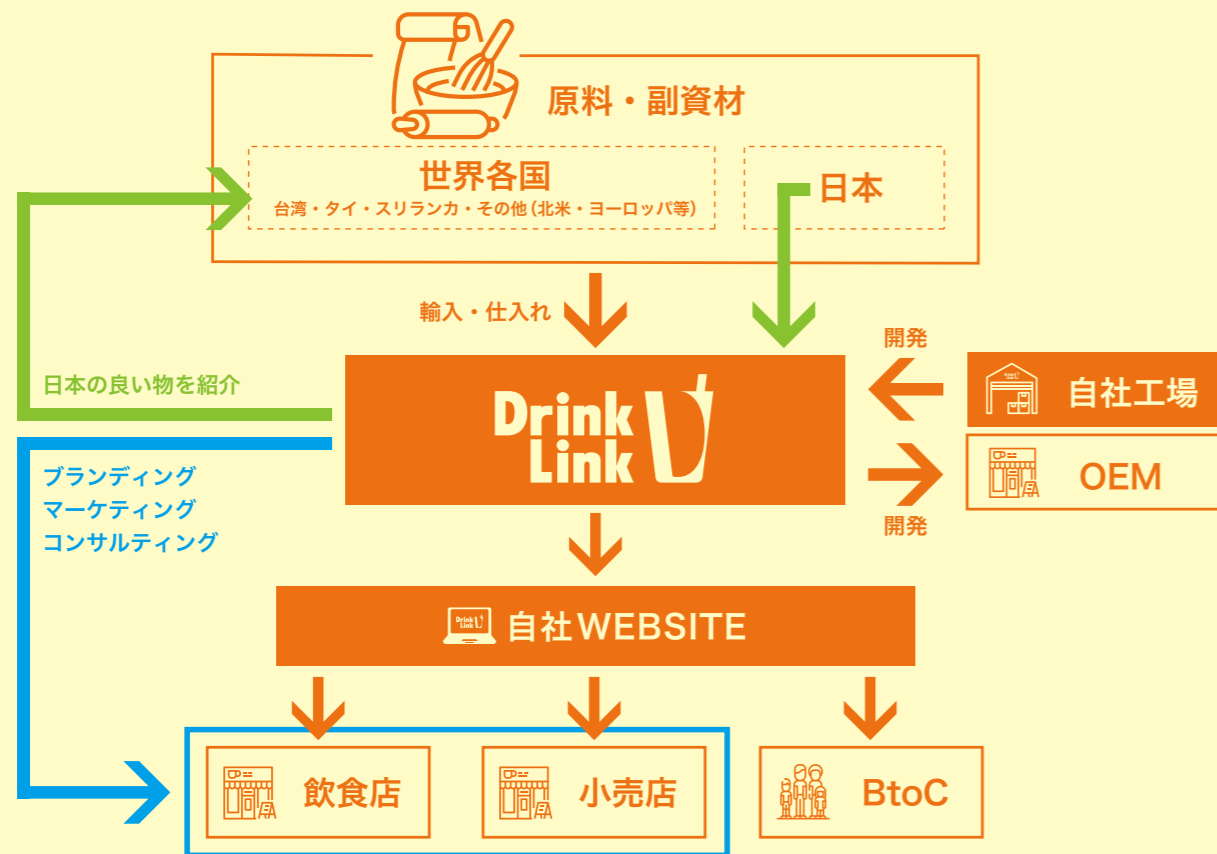 原料・副資材
世界各国
台湾・タイ・スリランカ・その他(北米・ヨーロッパ等)
日本
輸入・仕入れ
日本の良い物を紹介
ブランディング
マーケティング
コンサルティング
Drink
Link
開発
自社工場
OEM
開発
Drink
Link
自社WEBSITE
飲食店
小売店
BtoC